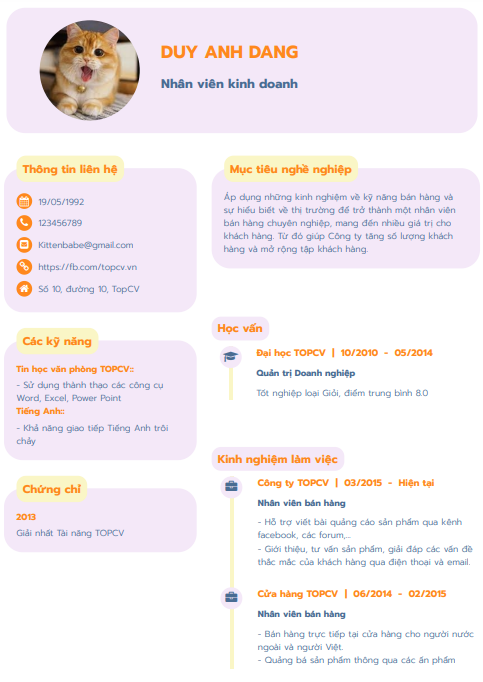 DUY ANH DANG
Nhân viên kinh doanh
Thông tin liên hệ
19/05/1992
123456789
Kittenbabe@gmail.com
https://fb.com/topcv.vn
Số 10, đường 10, TopCV
Các kỹ năng
Tin học văn phòng TOPCV::
- Sử dụng thành thạo các công cụ
Word, Excel, Power Point
Tiếng Anh::
- Khả năng giao tiếp Tiếng Anh trôi
chảy
Chứng chỉ
2013
Giải nhất Tài năng TOPCV
Mục tiêu nghề nghiệp
Áp dụng những kinh nghiệm về kỹ năng bán hàng và
sự hiểu biết về thị trường để trở thành một nhân viên
bán hàng chuyên nghiệp, mang đến nhiều giá trị cho
khách hàng. Từ đó giúp Công ty tăng số lượng khách
hàng và mở rộng tập khách hàng.
Học vấn
Đại học TOPCV | 10/2010 - 05/2014
Quản trị Doanh nghiệp
Tốt nghiệp loại Giỏi, điểm trung bình 8.0
Kinh nghiệm làm việc
Công ty TOPCV | 03/2015 - Hiện tại
Nhân viên bán hàng
- Hỗ trợ viết bài quảng cáo sản phẩm qua kênh
facebook, các forum,...
- Giới thiệu, tư vấn sản phẩm, giải đáp các vấn đề
thắc mắc của khách hàng qua điện thoại và email.
Cửa hàng TOPCV | 06/2014 - 02/2015
Nhân viên bán hàng
- Bán hàng trực tiếp tại cửa hàng cho người nước
ngoài và người Việt.
- Quảng bá sản phẩm thông qua các ấn phẩm